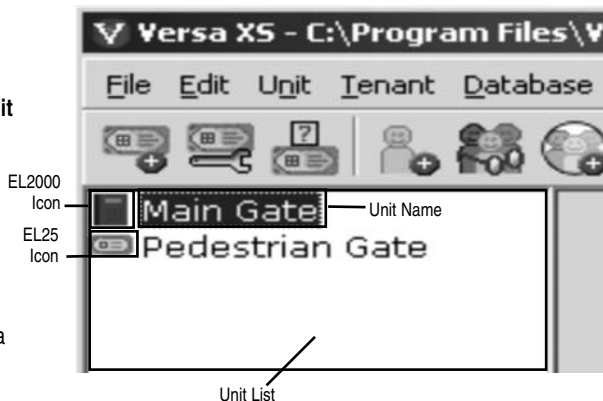 Versa XS - C:\Program Files\V
File Edit Unit Tenant Database
it
EL2000
Icon
Main Gate
Unit Name
EL25
Icon
Pedestrian Gate
a
Unit List